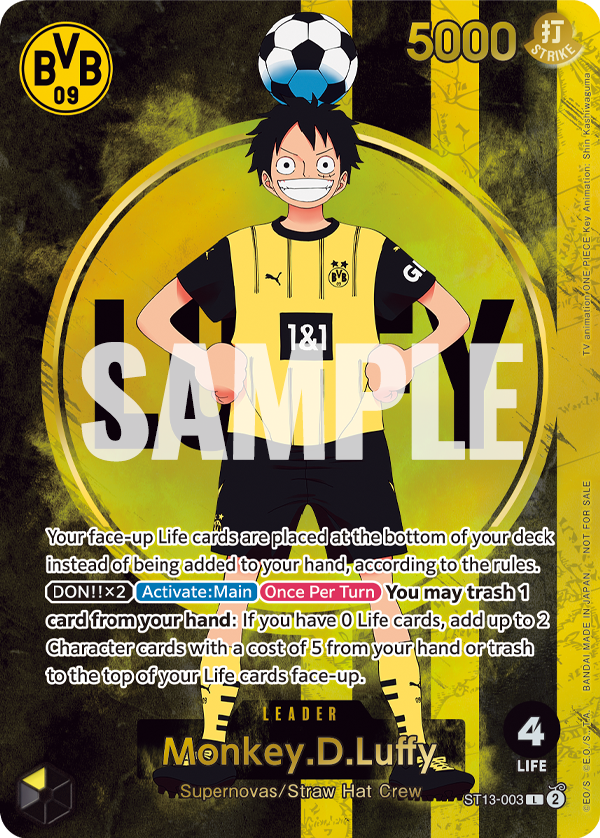 BVB
09
5000
打
STRIKE
BVB
GI
1&1
LUFFY
SAMPLE
Your face-up Life cards are placed at the bottom of your deck
instead of being added to your hand, according to the rules.
DON!!×2 Activate:Main Once Per Turn You may trash 1
card from your hand: If you have 0 Life cards, add up to 2
Character cards with a cost of 5 from your hand or trash
to the top of your Life cards face-up.
LEADER
Monkey.D.Luffy
Supernovas/Straw Hat Crew
4
LIFE
ST13-003 L 2
TV animation/ONE PIECE Key Animation: Shin Kashiwaguma
BANDAI MADE IN JAPAN NOT FOR SALE
©E.O./S.,T.A.